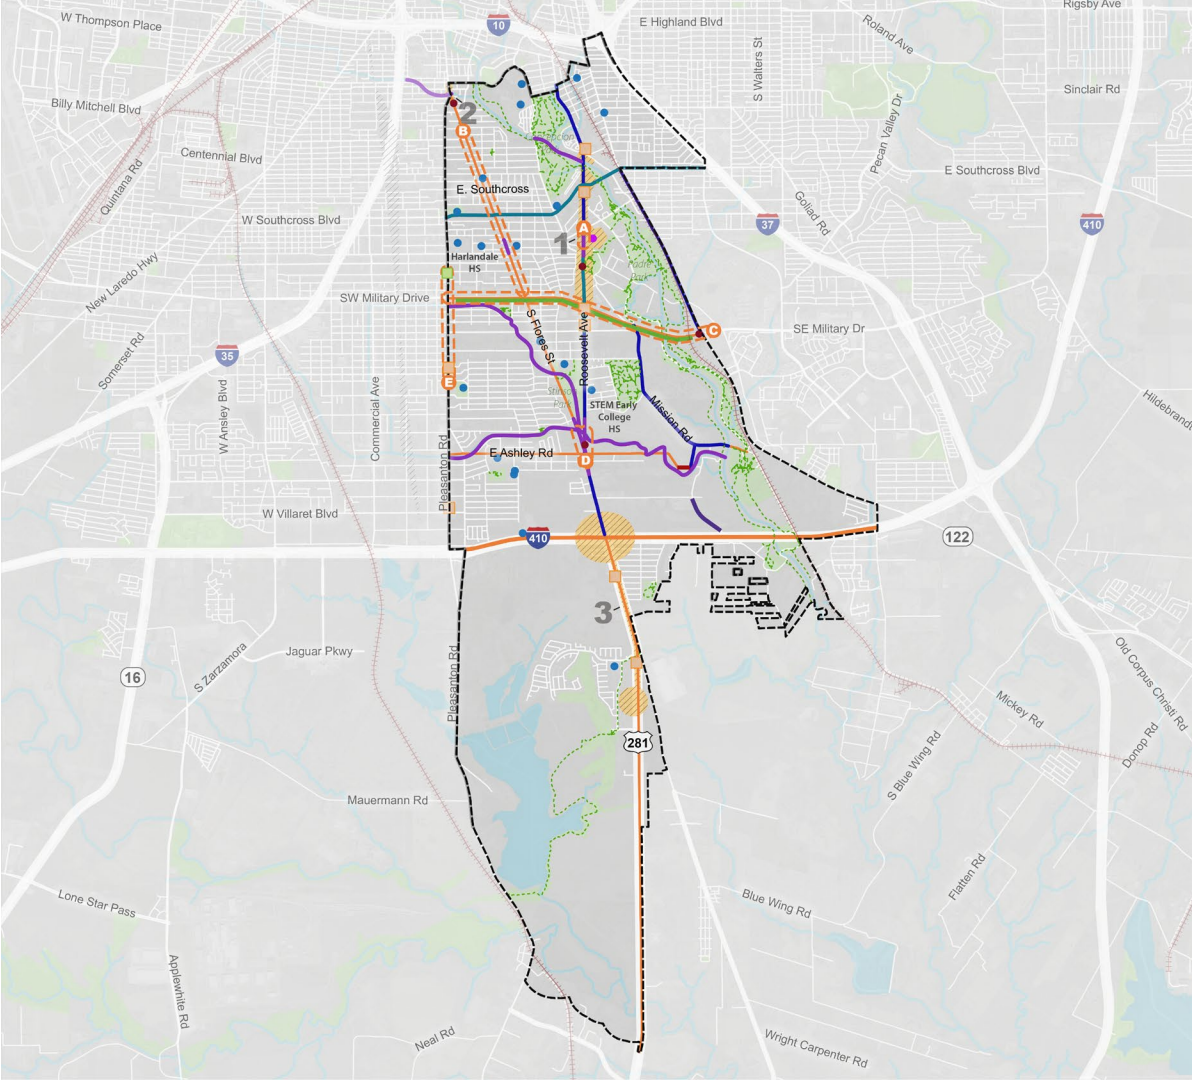 Rigsby Ave
W Thompson Place
10
E Highland Blvd
Roland Ave
S Walters St
Sinclair Rd
Billy Mitchell Blvd
2
B
Pecan Valley Dr
Centennial Blvd
Quintana Rd
E. Southcross
E Southcross Blvd
W Southcross Blvd
Goliad Rd
37
410
A
1
Harlandale
HS
New Laredo Hwy
Park
SW Military Drive
C
SE Military Dr
S Flores St
Roosevelt Ave
35
Somerset Rd
E
W Ansley Blvd
Commercial Ave
Park
STEM Early
College
HS
Mission Rd
Hildebrand
Pleasanton Rd
E Ashley Rd
D
W Villaret Blvd
410
122
3
Jaguar Pkwy
S Zarzamora
16
Pleasanton Rd
Old Corpus Christi Rd
Mickey Rd
281
S Blue Wing Rd
Donop Rd
Mauermann Rd
Flatten Rd
Lone Star Pass
Blue Wing Rd
Applewhite Rd
Neal Rd
Wright Carpenter Rd